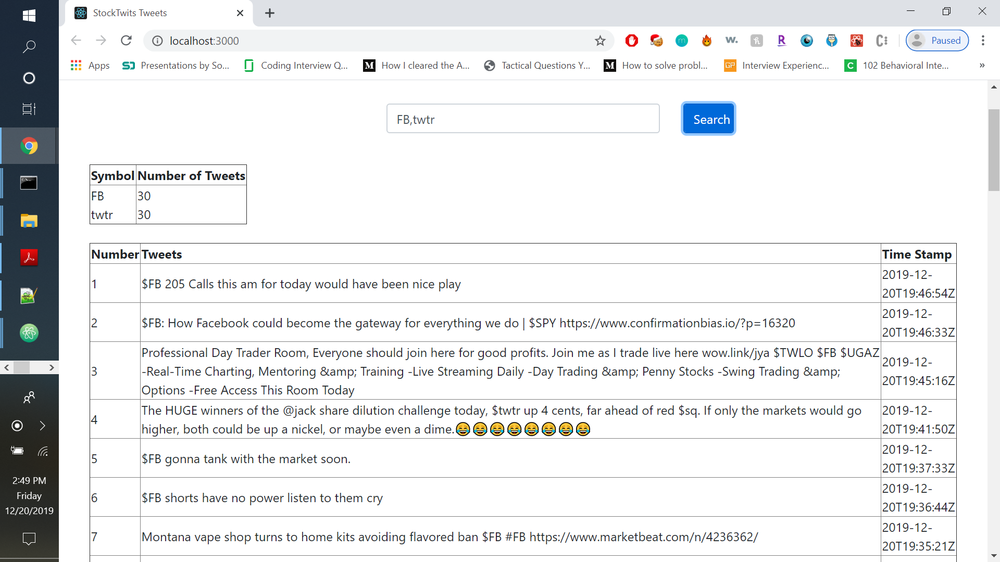 StockTwits Tweets
localhost:3000
Paused
Apps
Presentations by So...
Coding Interview Q...
How I cleared the A...
Tactical Questions Y...
How to solve probl...
Interview Experienc...
102 Behavioral Inte...
FB,twtr
Search
Symbol Number of Tweets
FB 30
twtr 30
Number Tweets Time Stamp
1 $FB 205 Calls this am for today would have been nice play 2019-12-
20T19:46:54Z
2 $FB: How Facebook could become the gateway for everything we do | $SPY https://www.confirmationbias.io/?p=16320 2019-12-
20T19:46:33Z
3 Professional Day Trader Room, Everyone should join here for good profits. Join me as I trade live here wow.link/jya $TWLO $FB $UGAZ
-Real-Time Charting, Mentoring &amp; Training -Live Streaming Daily -Day Trading &amp; Penny Stocks -Swing Trading &amp;
Options -Free Access This Room Today
2019-12-
20T19:45:16Z
4 The HUGE winners of the @jack share dilution challenge today, $twtr up 4 cents, far ahead of red $sq. If only the markets would go
higher, both could be up a nickel, or maybe even a dime.😂😂😂😂😂😂😂😂
2019-12-
20T19:41:50Z
5 $FB gonna tank with the market soon. 2019-12-
20T19:37:33Z
6 $FB shorts have no power listen to them cry 2019-12-
20T19:36:44Z
7 Montana vape shop turns to home kits avoiding flavored ban $FB #FB https://www.marketbeat.com/n/4236362/ 2019-12-
20T19:35:21Z
2:49 PM
Friday
12/20/2019